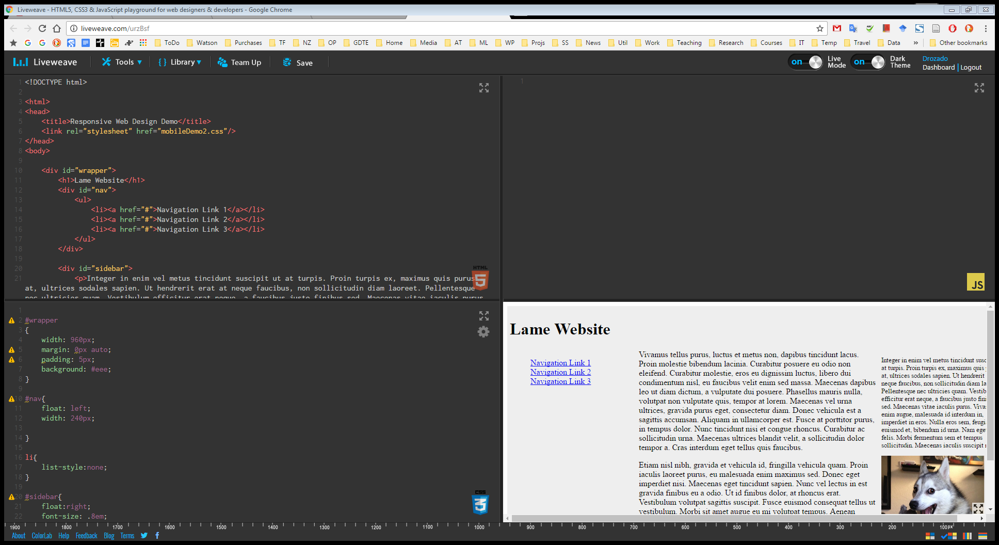 Liveweave - HTML5, CSS3 & JavaScript playground for web designers & developers - Google Chrome
liveweave.com/urzBsf
ToDo Watson Purchases TF NZ OP GDTE Home Media AT ML WP Projs SS News Util Work Teaching Research Courses IT Temp Travel Data » Other bookmarks
Liveweave Tools Library Team Up Save on Live Mode on Dark Theme Drozado Dashboard | Logout
1 <!DOCTYPE html>
2
3 <html>
4 <head>
5 <title>Responsive Web Design Demo</title>
6 <link rel="stylesheet" href="mobileDemo2.css"/>
7 </head>
8 <body>
9
10 <div id="wrapper">
11 <h1>Lame Website</h1>
12 <div id="nav">
13 <ul>
14 <li><a href="#">Navigation Link 1</a></li>
15 <li><a href="#">Navigation Link 2</a></li>
16 <li><a href="#">Navigation Link 3</a></li>
17 </ul>
18 </div>
19
20 <div id="sidebar">
21 <p>Integer in enim vel metus tincidunt suscipit ut at turpis. Proin turpis ex, maximus quis purus
at, ultrices sodales sapien. Ut hendrerit erat at neque faucibus, non sollicitudin diam laoreet. Pellentesque
nec ultricies quam. Vestibulum efficitur erat neque, a faucibus justo finibus sed. Maecenas vitae iaculis purus.
HTML
5
1
JS
1
2 #wrapper
3 {
4 width: 960px;
5 margin: 0px auto;
6 padding: 5px;
7 background: #eee;
8 }
9
10 #nav{
11 float: left;
12 width: 240px;
13
14 }
15
16 li{
17 list-style:none;
18 }
19
20 #sidebar{
21 float:right;
22 font-size: .8em;
CSS
3
Lame Website
Navigation Link 1
Navigation Link 2
Navigation Link 3
Vivamus tellus purus, luctus et metus non, dapibus tincidunt lacus.
Proin molestie bibendum lacinia. Curabitur posuere eu odio non
eleifend. Curabitur molestie, eros eu dignissim luctus, libero dui
condimentum nisl, eu faucibus velit enim sed massa. Maecenas dapibus
leo ut diam dictum, a vulputate dui posuere. Phasellus mauris nulla,
volutpat non vulputate quis, tempor at lorem. Maecenas vel urna
ultrices, gravida purus eget, consectetur diam. Donec vehicula est a
sagittis accumsan. Aliquam in ullamcorper est. Fusce at porttitor purus,
in tempus dolor. Nunc tincidunt nisi et congue rhoncus. Curabitur ac
sollicitudin urna. Maecenas ultrices blandit velit, a sollicitudin dolor
tempor a. Cras interdum eget tellus quis faucibus.
Etiam nisl nibh, gravida et vehicula id, fringilla vehicula quam. Proin
iaculis laoreet purus, eu malesuada enim maximus sed. Donec eget
imperdiet nisi. Maecenas eget tincidunt sapien. Nunc vel lectus in est
gravida finibus eu a odio. Ut id finibus dolor, at rhoncus erat.
Vestibulum volutpat sagittis suscipit. Fusce euismod consequat tellus ut
vestibulum. Morbi sit amet augue eu mi volutpat tempus. Aenean
Integer in enim vel metus tincidunt susc
at turpis. Proin turpis ex, maximus quis
at, ultrices sodales sapien. Ut hendrerit
neque faucibus, non sollicitudin diam la
Pellentesque nec ultricies quam. Vestib
efficitur erat neque, a faucibus justo fini
sed. Maecenas vitae iaculis purus. Viva
enim augue, malesuada id interdum in,
imperdiet in eros. Nulla eros sem, feugi
euismod et, bibendum id urna. Nam ege
felis. Morbi fermentum sem et tempus
sollicitudin. Maecenas iaculis suscipit
1900 1800 1700 1600 1500 1400 1300 1200 1100 1000 900 800 700 600 500 400 300 200 100px
About ColorLab Help Feedback Blog Terms